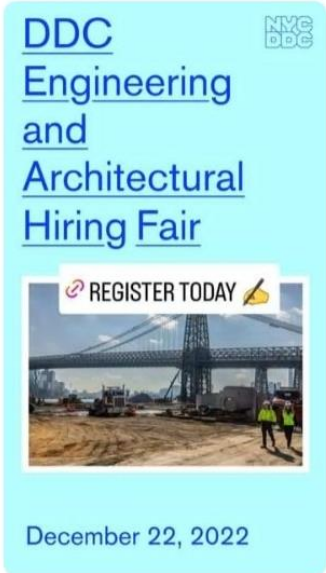 DDC
NYC
DDC
Engineering
and
Architectural
Hiring Fair
REGISTER TODAY
December 22, 2022